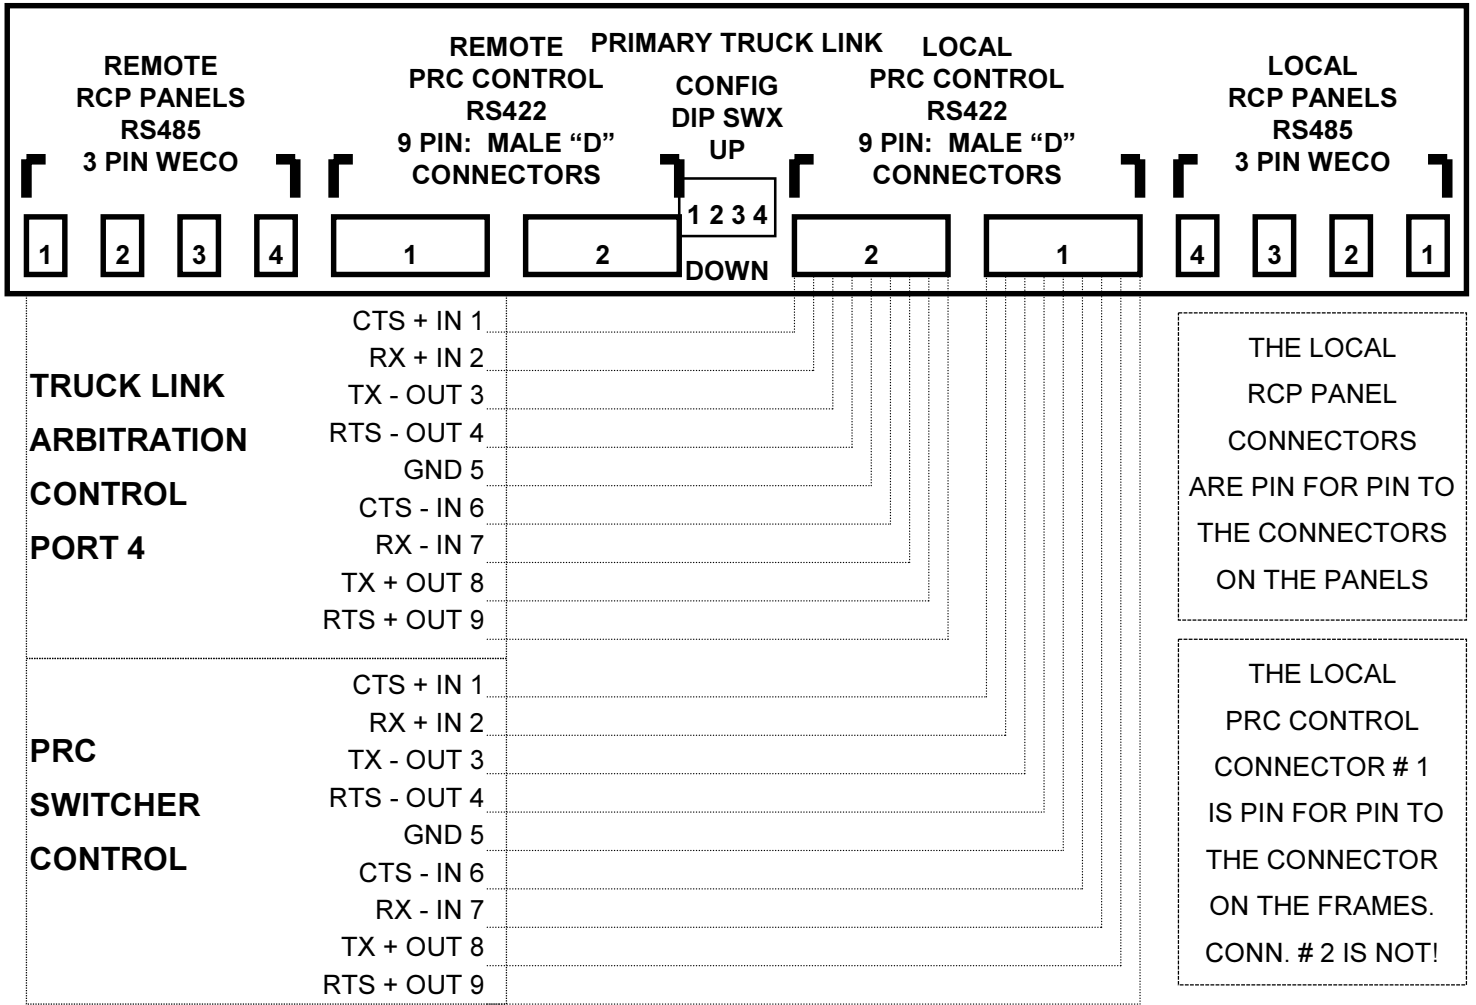 PRIMARY TRUCK LINK
REMOTE
RCP PANELS
RS485
3 PIN WECO
REMOTE
PRC CONTROL
RS422
9 PIN: MALE “D”
CONNECTORS
CONFIG
DIP SWX
UP
1 2 3 4
DOWN
LOCAL
PRC CONTROL
RS422
9 PIN: MALE “D”
CONNECTORS
LOCAL
RCP PANELS
RS485
3 PIN WECO
1 2 3 4 1 2 2 1 4 3 2 1
TRUCK LINK
ARBITRATION
CONTROL
PORT 4
CTS + IN 1
RX + IN 2
TX - OUT 3
RTS - OUT 4
GND 5
CTS - IN 6
RX - IN 7
TX + OUT 8
RTS + OUT 9
PRC
SWITCHER
CONTROL
CTS + IN 1
RX + IN 2
TX - OUT 3
RTS - OUT 4
GND 5
CTS - IN 6
RX - IN 7
TX + OUT 8
RTS + OUT 9
THE LOCAL
RCP PANEL
CONNECTORS
ARE PIN FOR PIN TO
THE CONNECTORS
ON THE PANELS
THE LOCAL
PRC CONTROL
CONNECTOR # 1
IS PIN FOR PIN TO
THE CONNECTOR
ON THE FRAMES.
CONN. # 2 IS NOT!